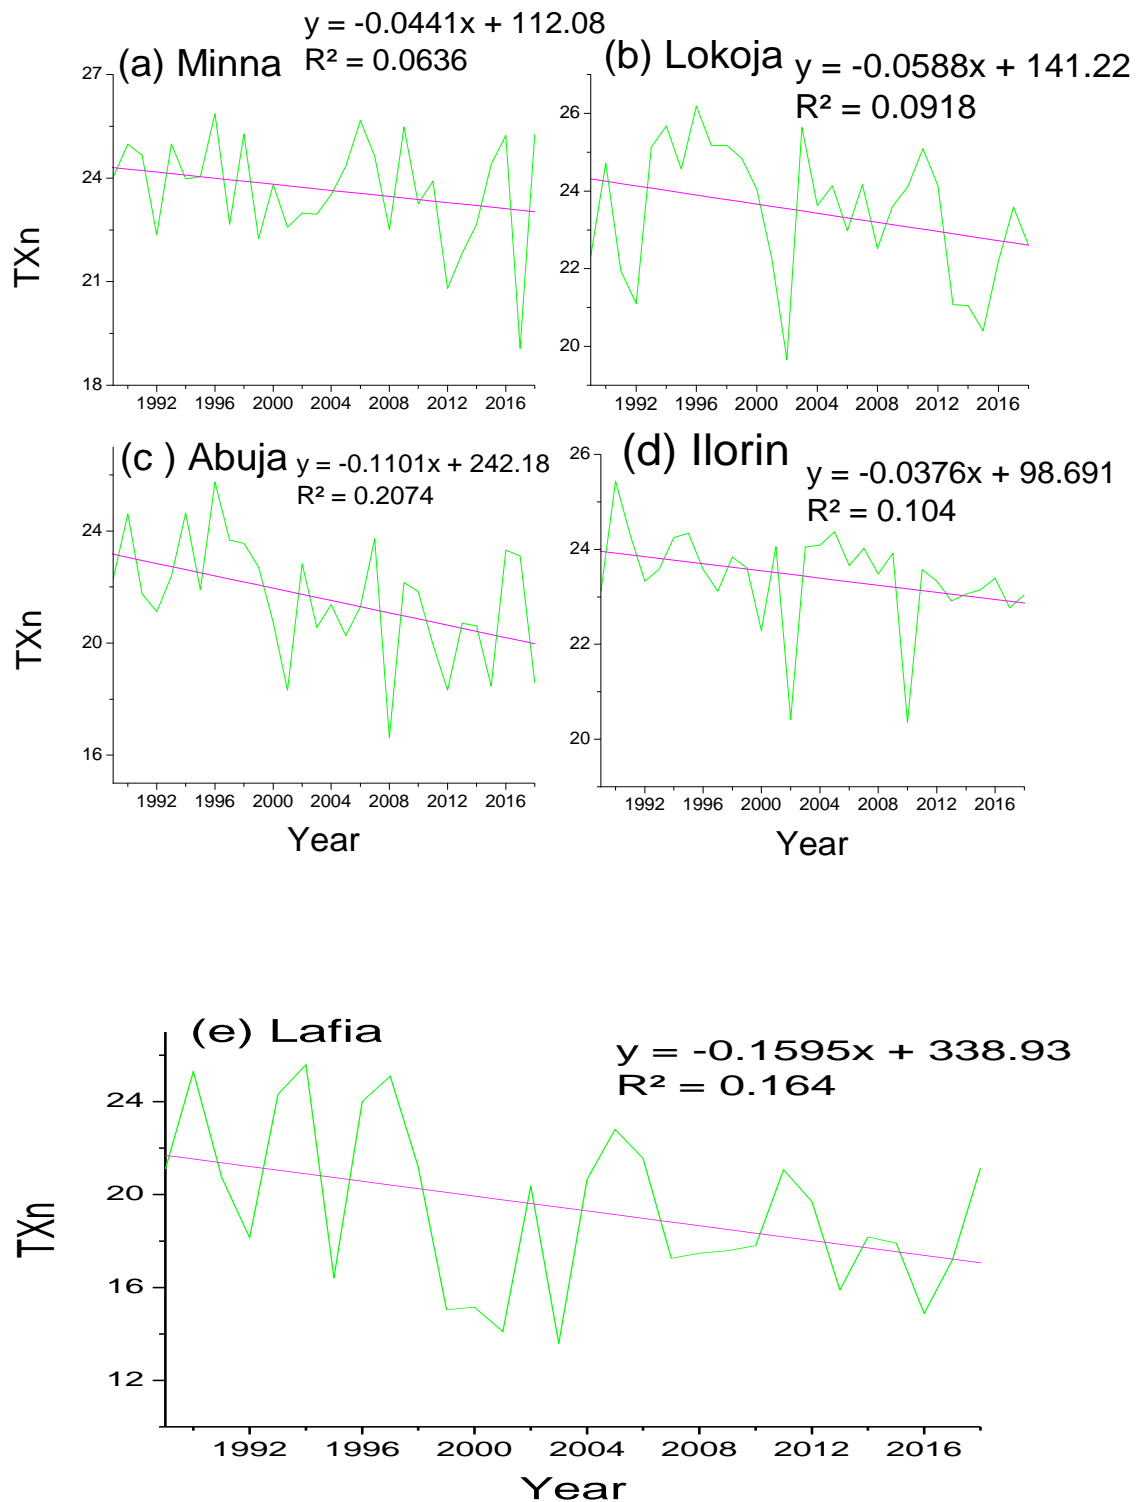 (a) Minna
y = -0.0441x + 112.08
R² = 0.0636
TXn
27
24
21
18
1992 1996 2000 2004 2008 2012 2016
(b) Lokoja
y = -0.0588x + 141.22
R² = 0.0918
26
24
22
20
1992 1996 2000 2004 2008 2012 2016
(c ) Abuja
y = -0.1101x + 242.18
R² = 0.2074
TXn
24
20
16
1992 1996 2000 2004 2008 2012 2016
Year
(d) Ilorin
y = -0.0376x + 98.691
R² = 0.104
26
24
22
20
1992 1996 2000 2004 2008 2012 2016
Year
(e) Lafia
y = -0.1595x + 338.93
R² = 0.164
TXn
24
20
16
12
1992 1996 2000 2004 2008 2012 2016
Year